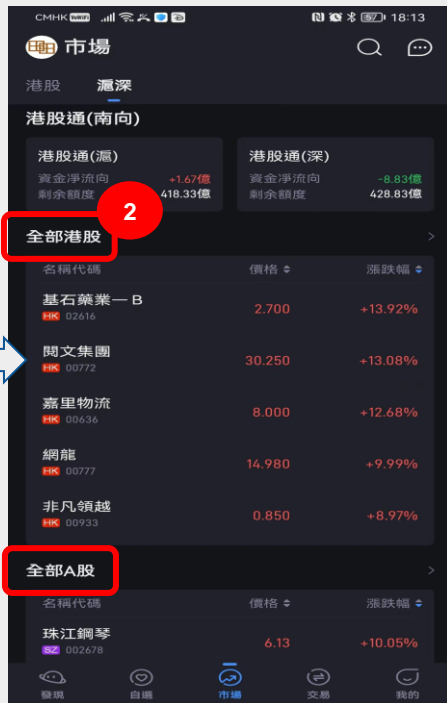 CMHK 18:13
市場
港股 滬深
港股通(南向)
港股通(滬) 港股通(深)
資金凈流向 +1.67億 資金凈流向 -8.83億
剩余額度 418.33億 剩余額度 428.83億
2
全部港股 >
名稱代碼 價格 漲跌幅
基石藥業－B 2.700 +13.92%
HK 02616
閱文集團 30.250 +13.08%
HK 00772
嘉里物流 8.000 +12.68%
HK 00636
網龍 14.980 +9.99%
HK 00777
非凡領越 0.850 +8.97%
HK 00933
全部A股 >
名稱代碼 價格 漲跌幅
珠江鋼琴 6.13 +10.05%
SZ 002678
發現 自選 市場 交易 我的